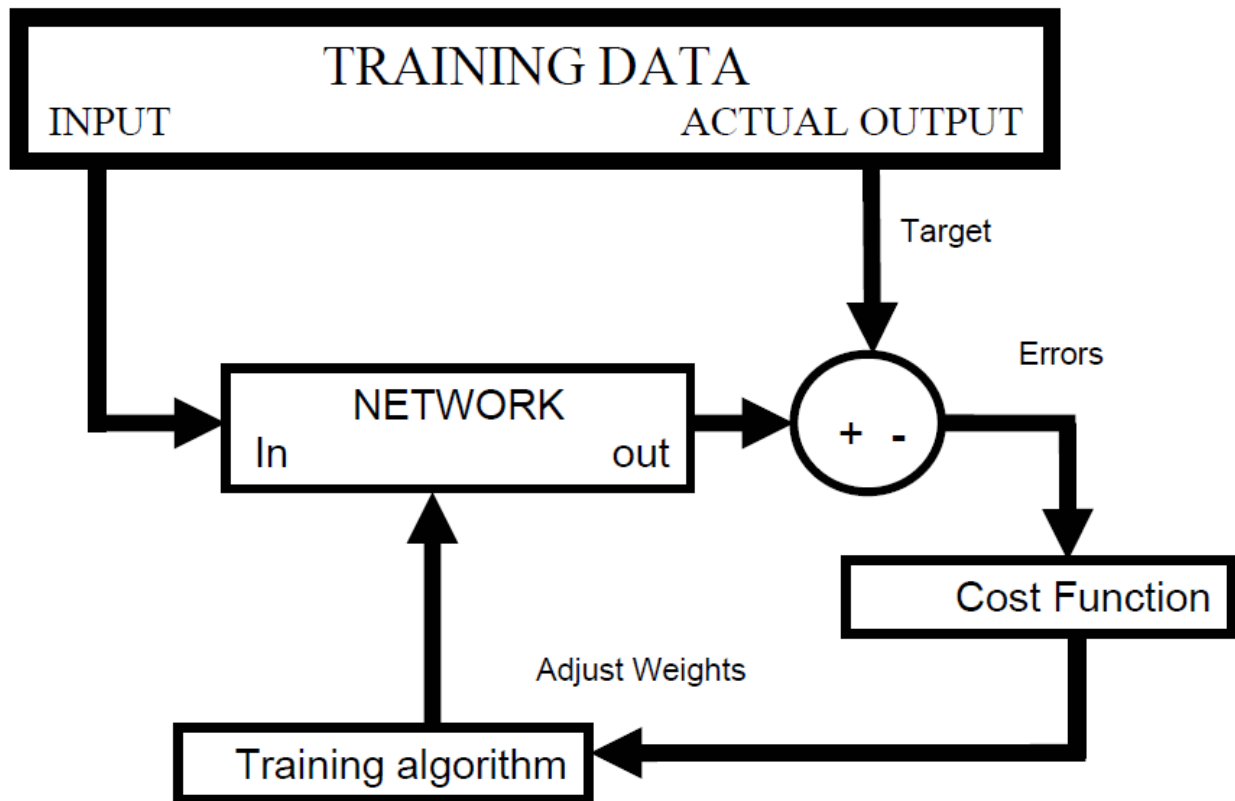 TRAINING DATA
INPUT ACTUAL OUTPUT
Target
Errors
NETWORK
In out
+ -
Cost Function
Adjust Weights
Training algorithm